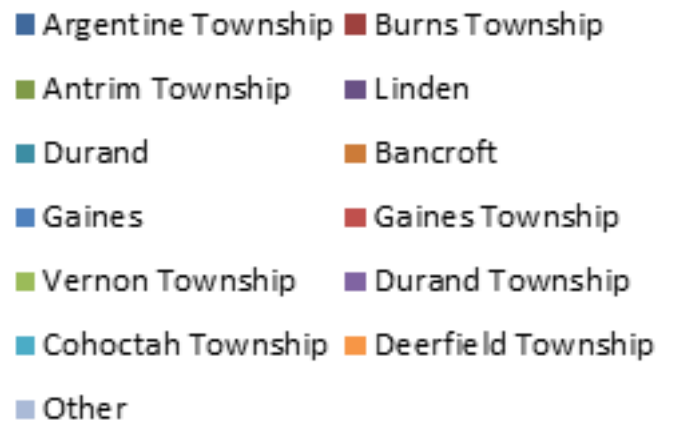 Argentine Township Burns Township
Antrim Township Linden
Durand Bancroft
Gaines Gaines Township
Vernon Township Durand Township
Cohoctah Township Deerfield Township
Other